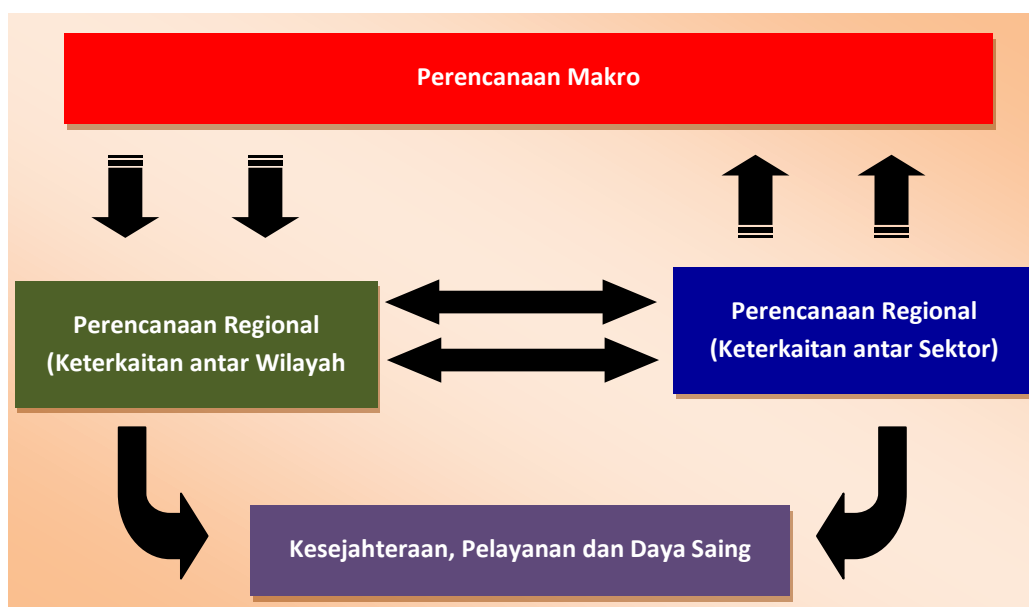 Perencanaan Makro
Perencanaan Regional
(Keterkaitan antar Wilayah
Perencanaan Regional
(Keterkaitan antar Sektor)
Kesejahteraan, Pelayanan dan Daya Saing